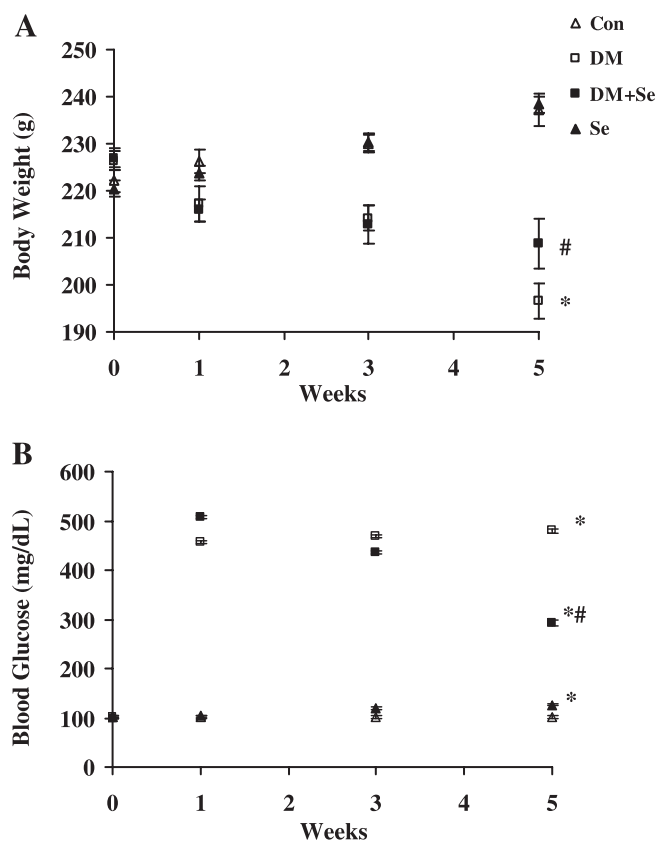 A
Con
DM
DM+Se
Se
Body Weight (g)
250
240
230
220
210
200
190
#
*
0 1 2 3 4 5
Weeks
B
Blood Glucose (mg/dL)
600
500
400
300
200
100
0
*
*#
*
0 1 2 3 4 5
Weeks